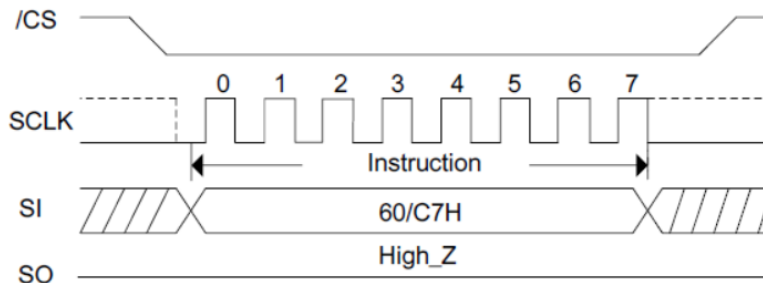 /CS
0 1 2 3 4 5 6 7
SCLK
Instruction
SI
60/C7H
High_Z
SO